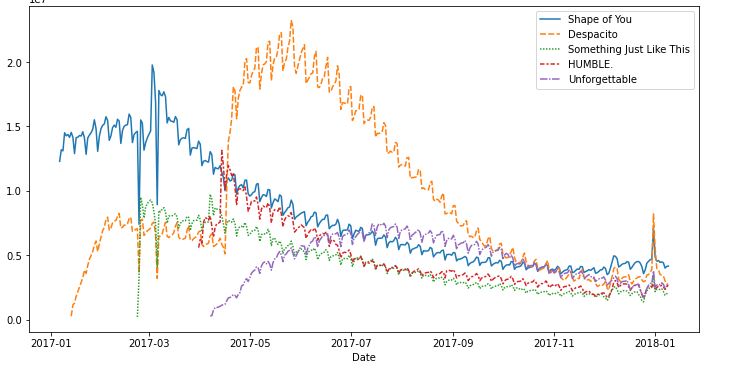 1e7
Shape of You
Despacito
Something Just Like This
HUMBLE.
Unforgettable
2.0
1.5
1.0
0.5
0.0
2017-01 2017-03 2017-05 2017-07 2017-09 2017-11 2018-01
Date